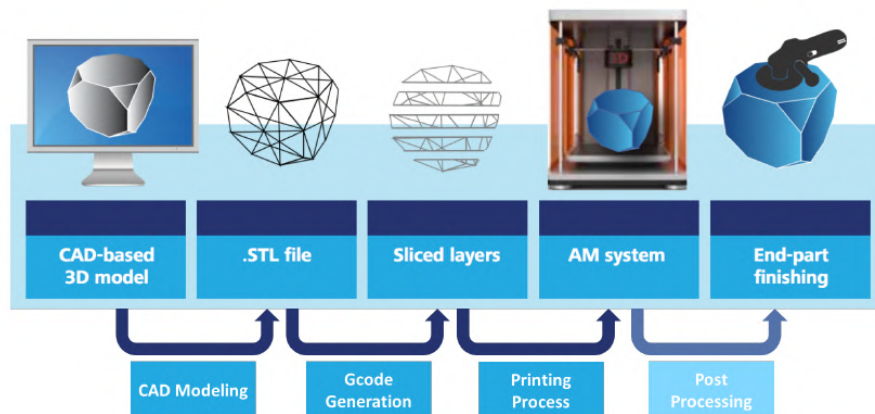 CAD-based
3D model
.STL file
Sliced layers
AM system
End-part
finishing
CAD Modeling
Gcode
Generation
Printing
Process
Post
Processing